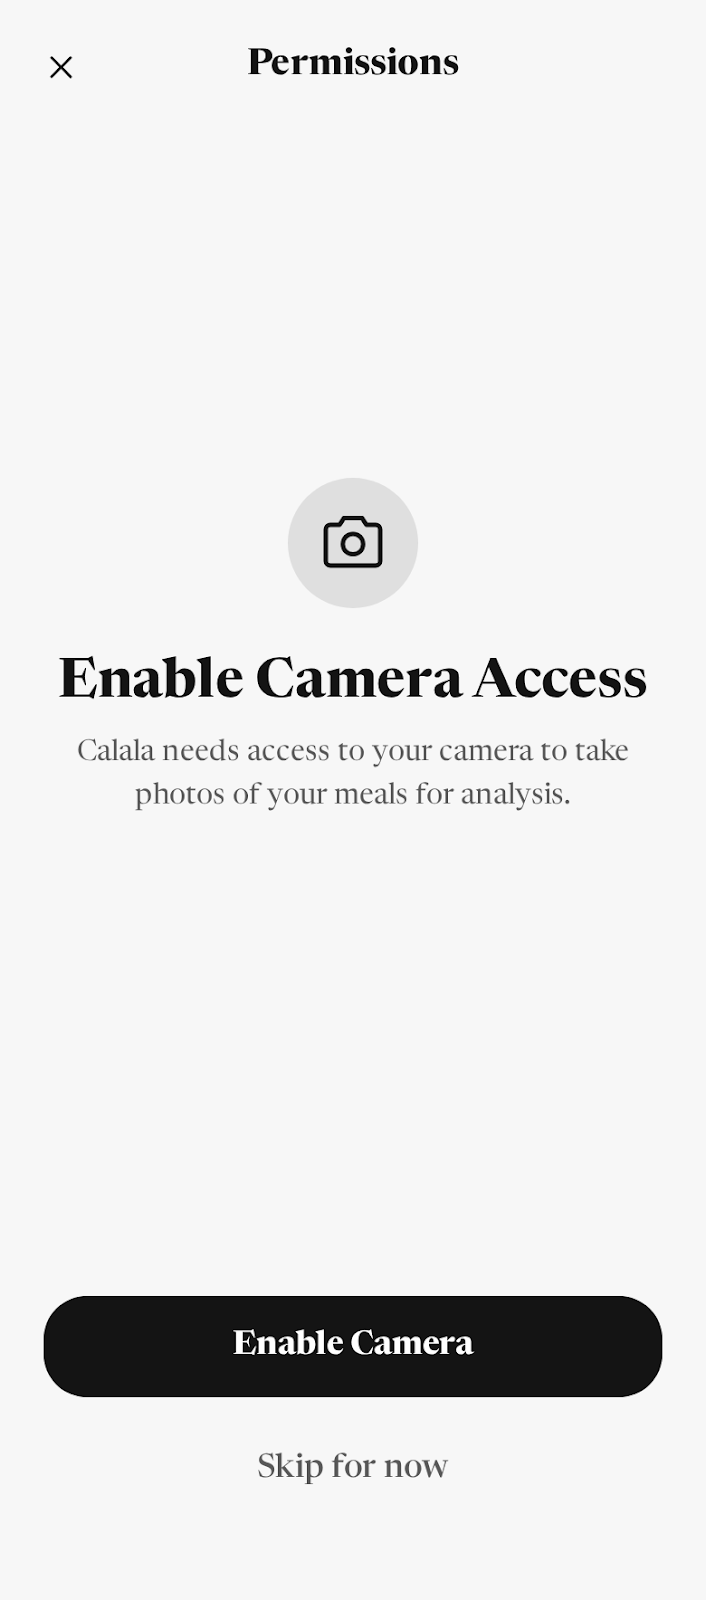 Permissions
Enable Camera Access
Calala needs access to your camera to take
photos of your meals for analysis.
Enable Camera
Skip for now